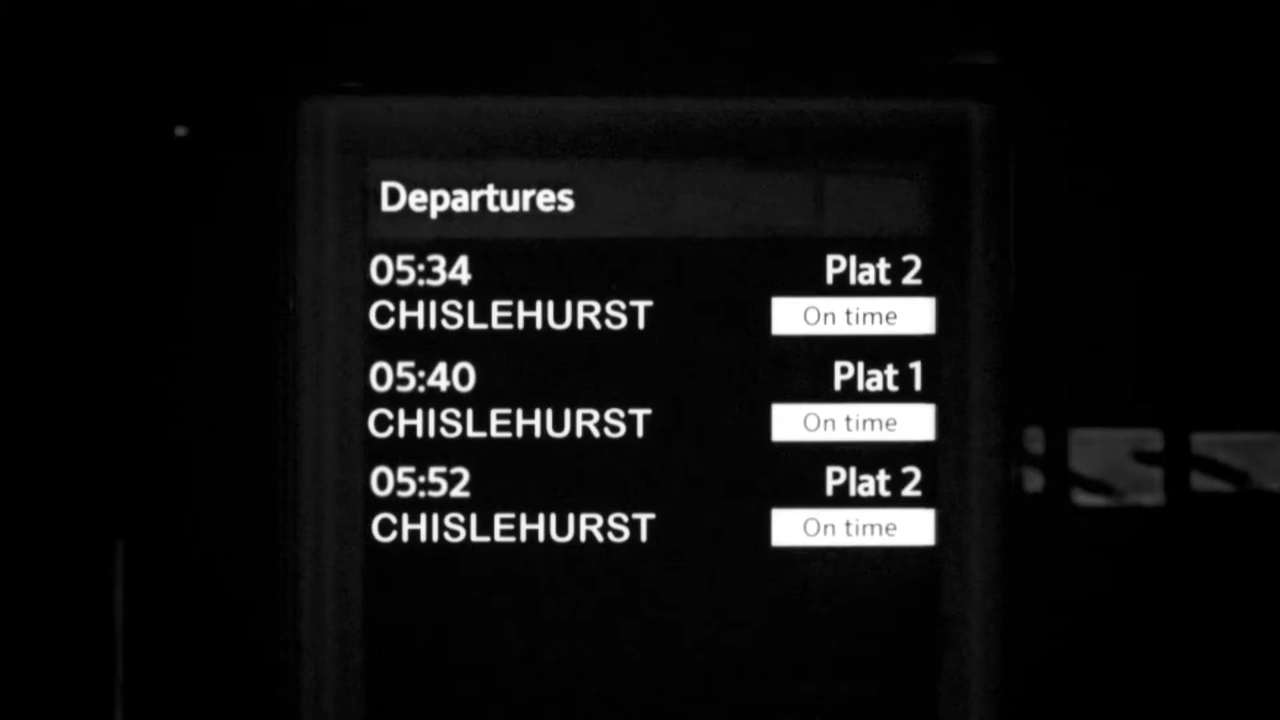 Departures
05:34 Plat 2
CHISLEHURST On time
05:40 Plat 1
CHISLEHURST On time
05:52 Plat 2
CHISLEHURST On time